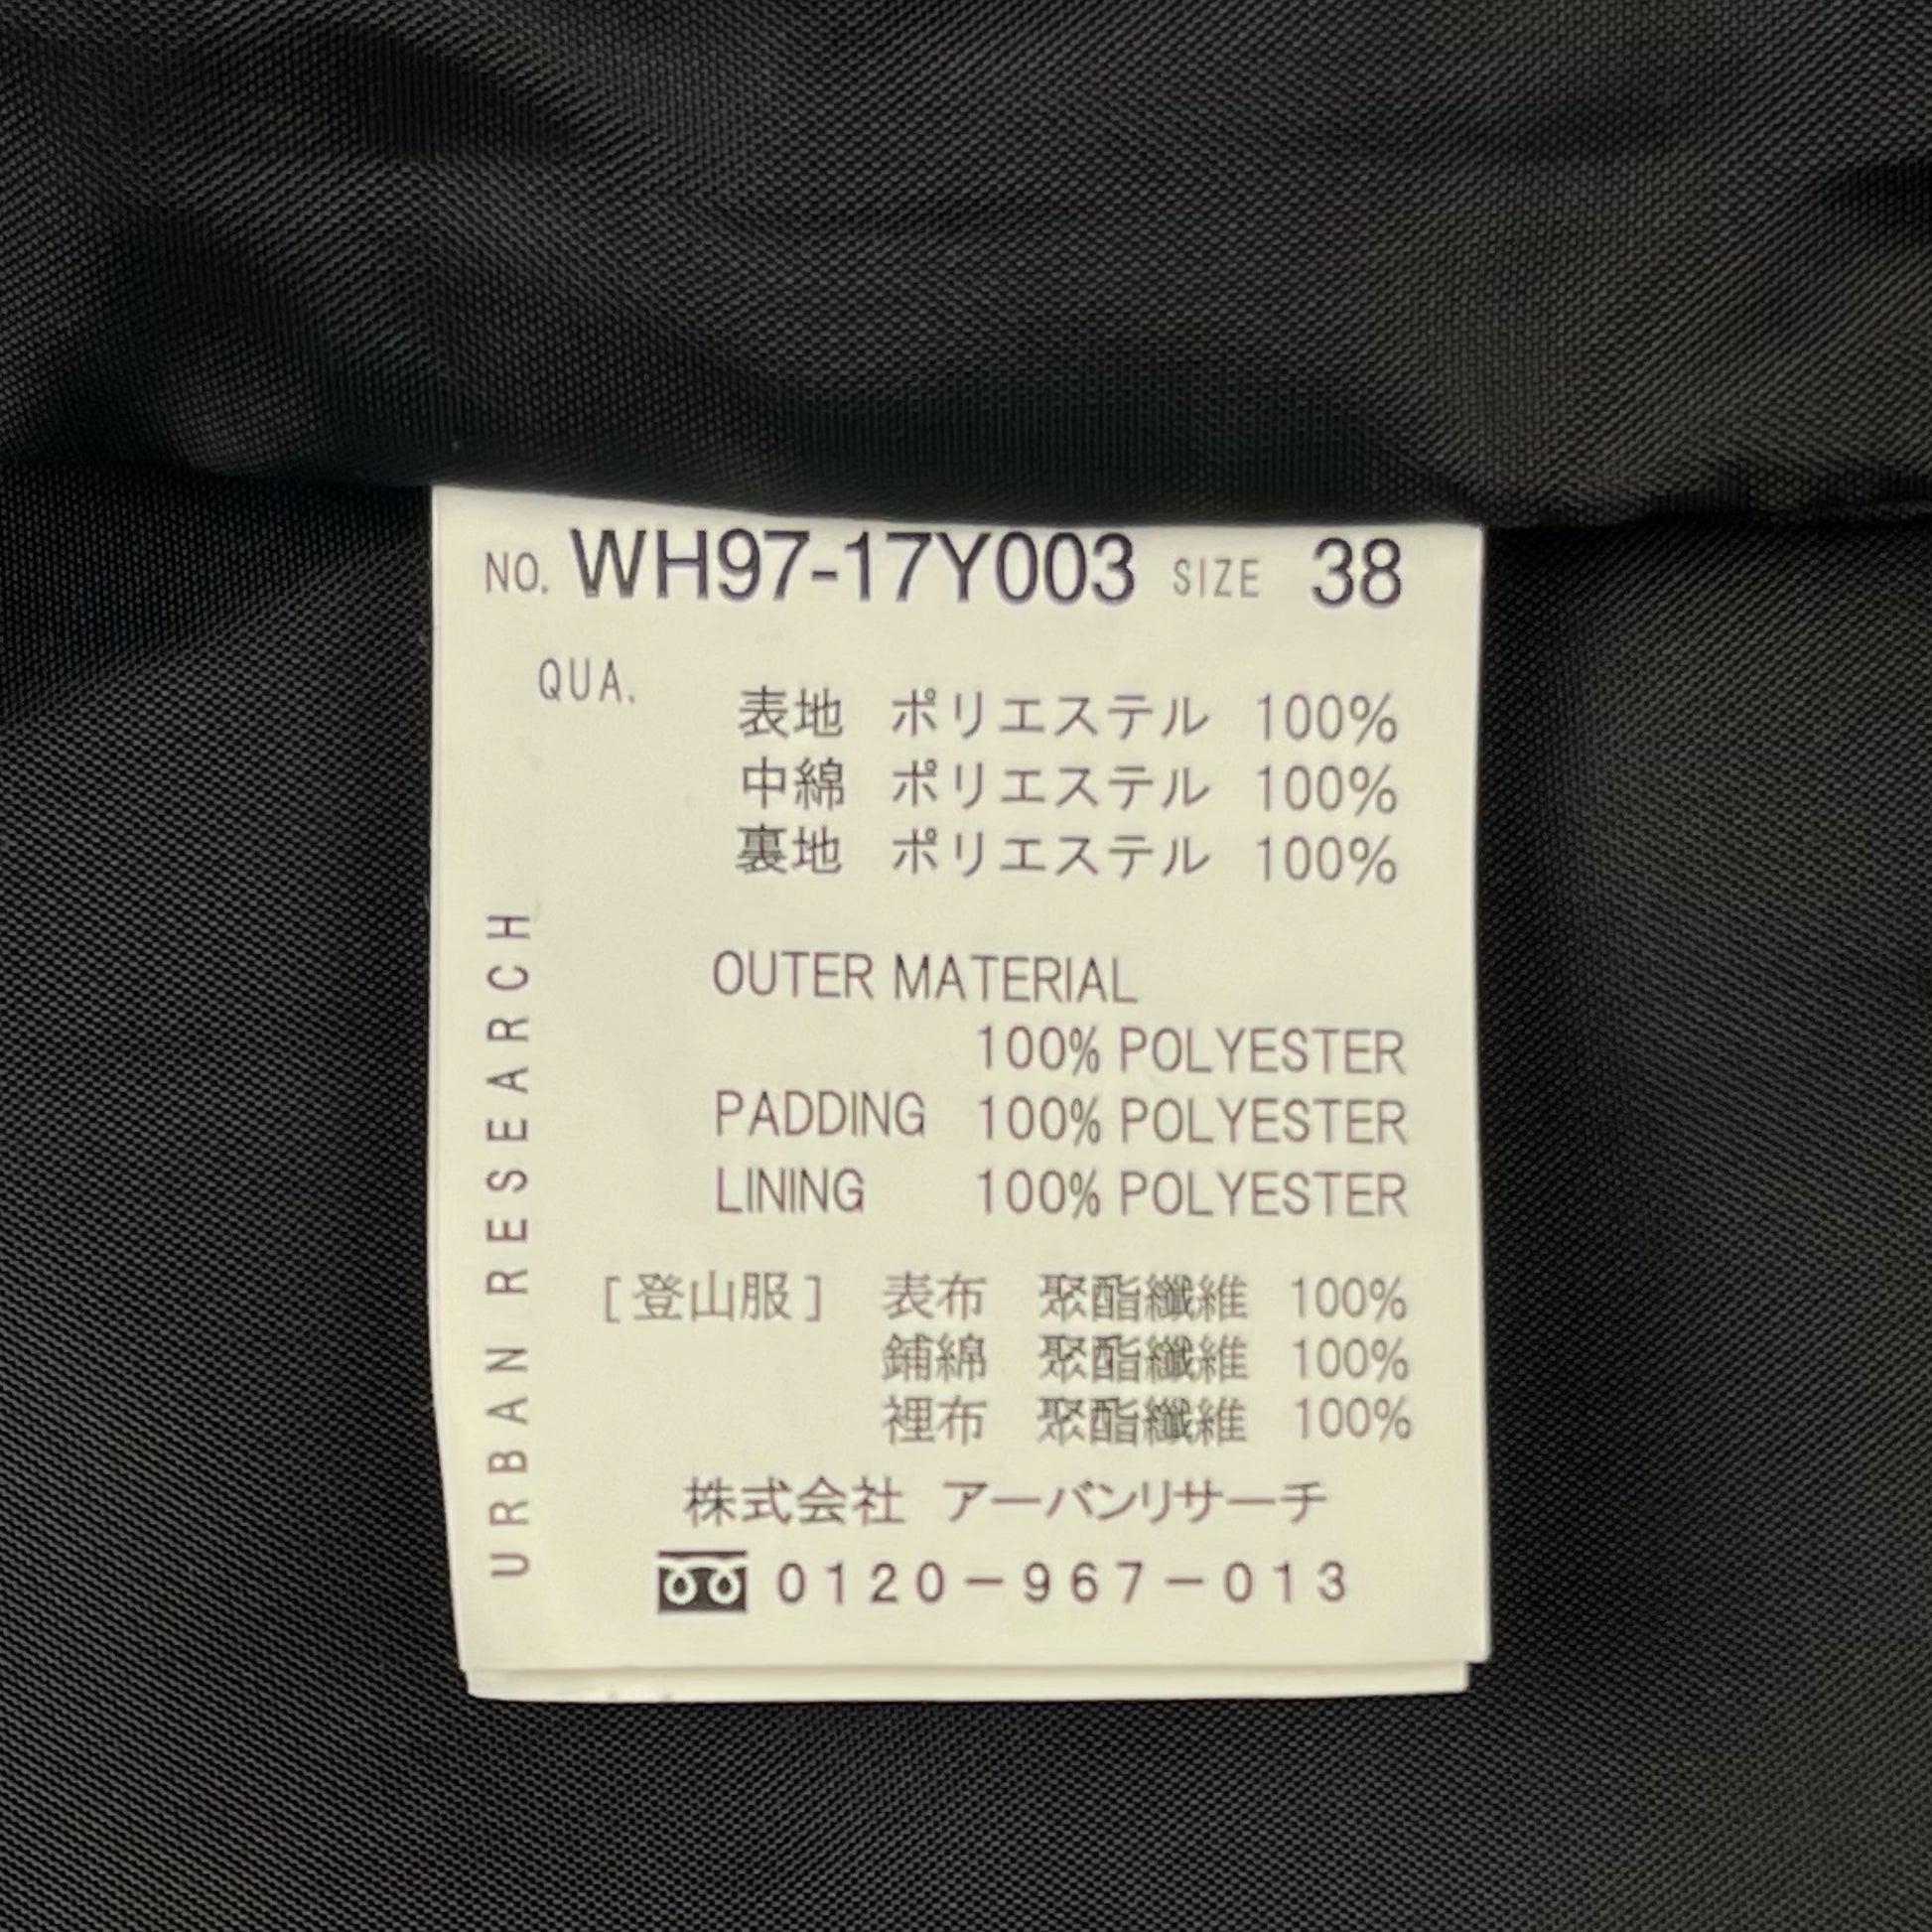 NO. WH97-17Y003 SIZE 38
QUA.
表地 ポリエステル 100%
中綿 ポリエステル 100%
裏地 ポリエステル 100%
OUTER MATERIAL
100% POLYESTER
PADDING 100% POLYESTER
LINING 100% POLYESTER
[登山服] 表布 聚酯纖維 100%
鋪綿 聚酯纖維 100%
裡布 聚酯纖維 100%
株式会社 アーバンリサーチ
0120-967-013
URBAN RESEARCH